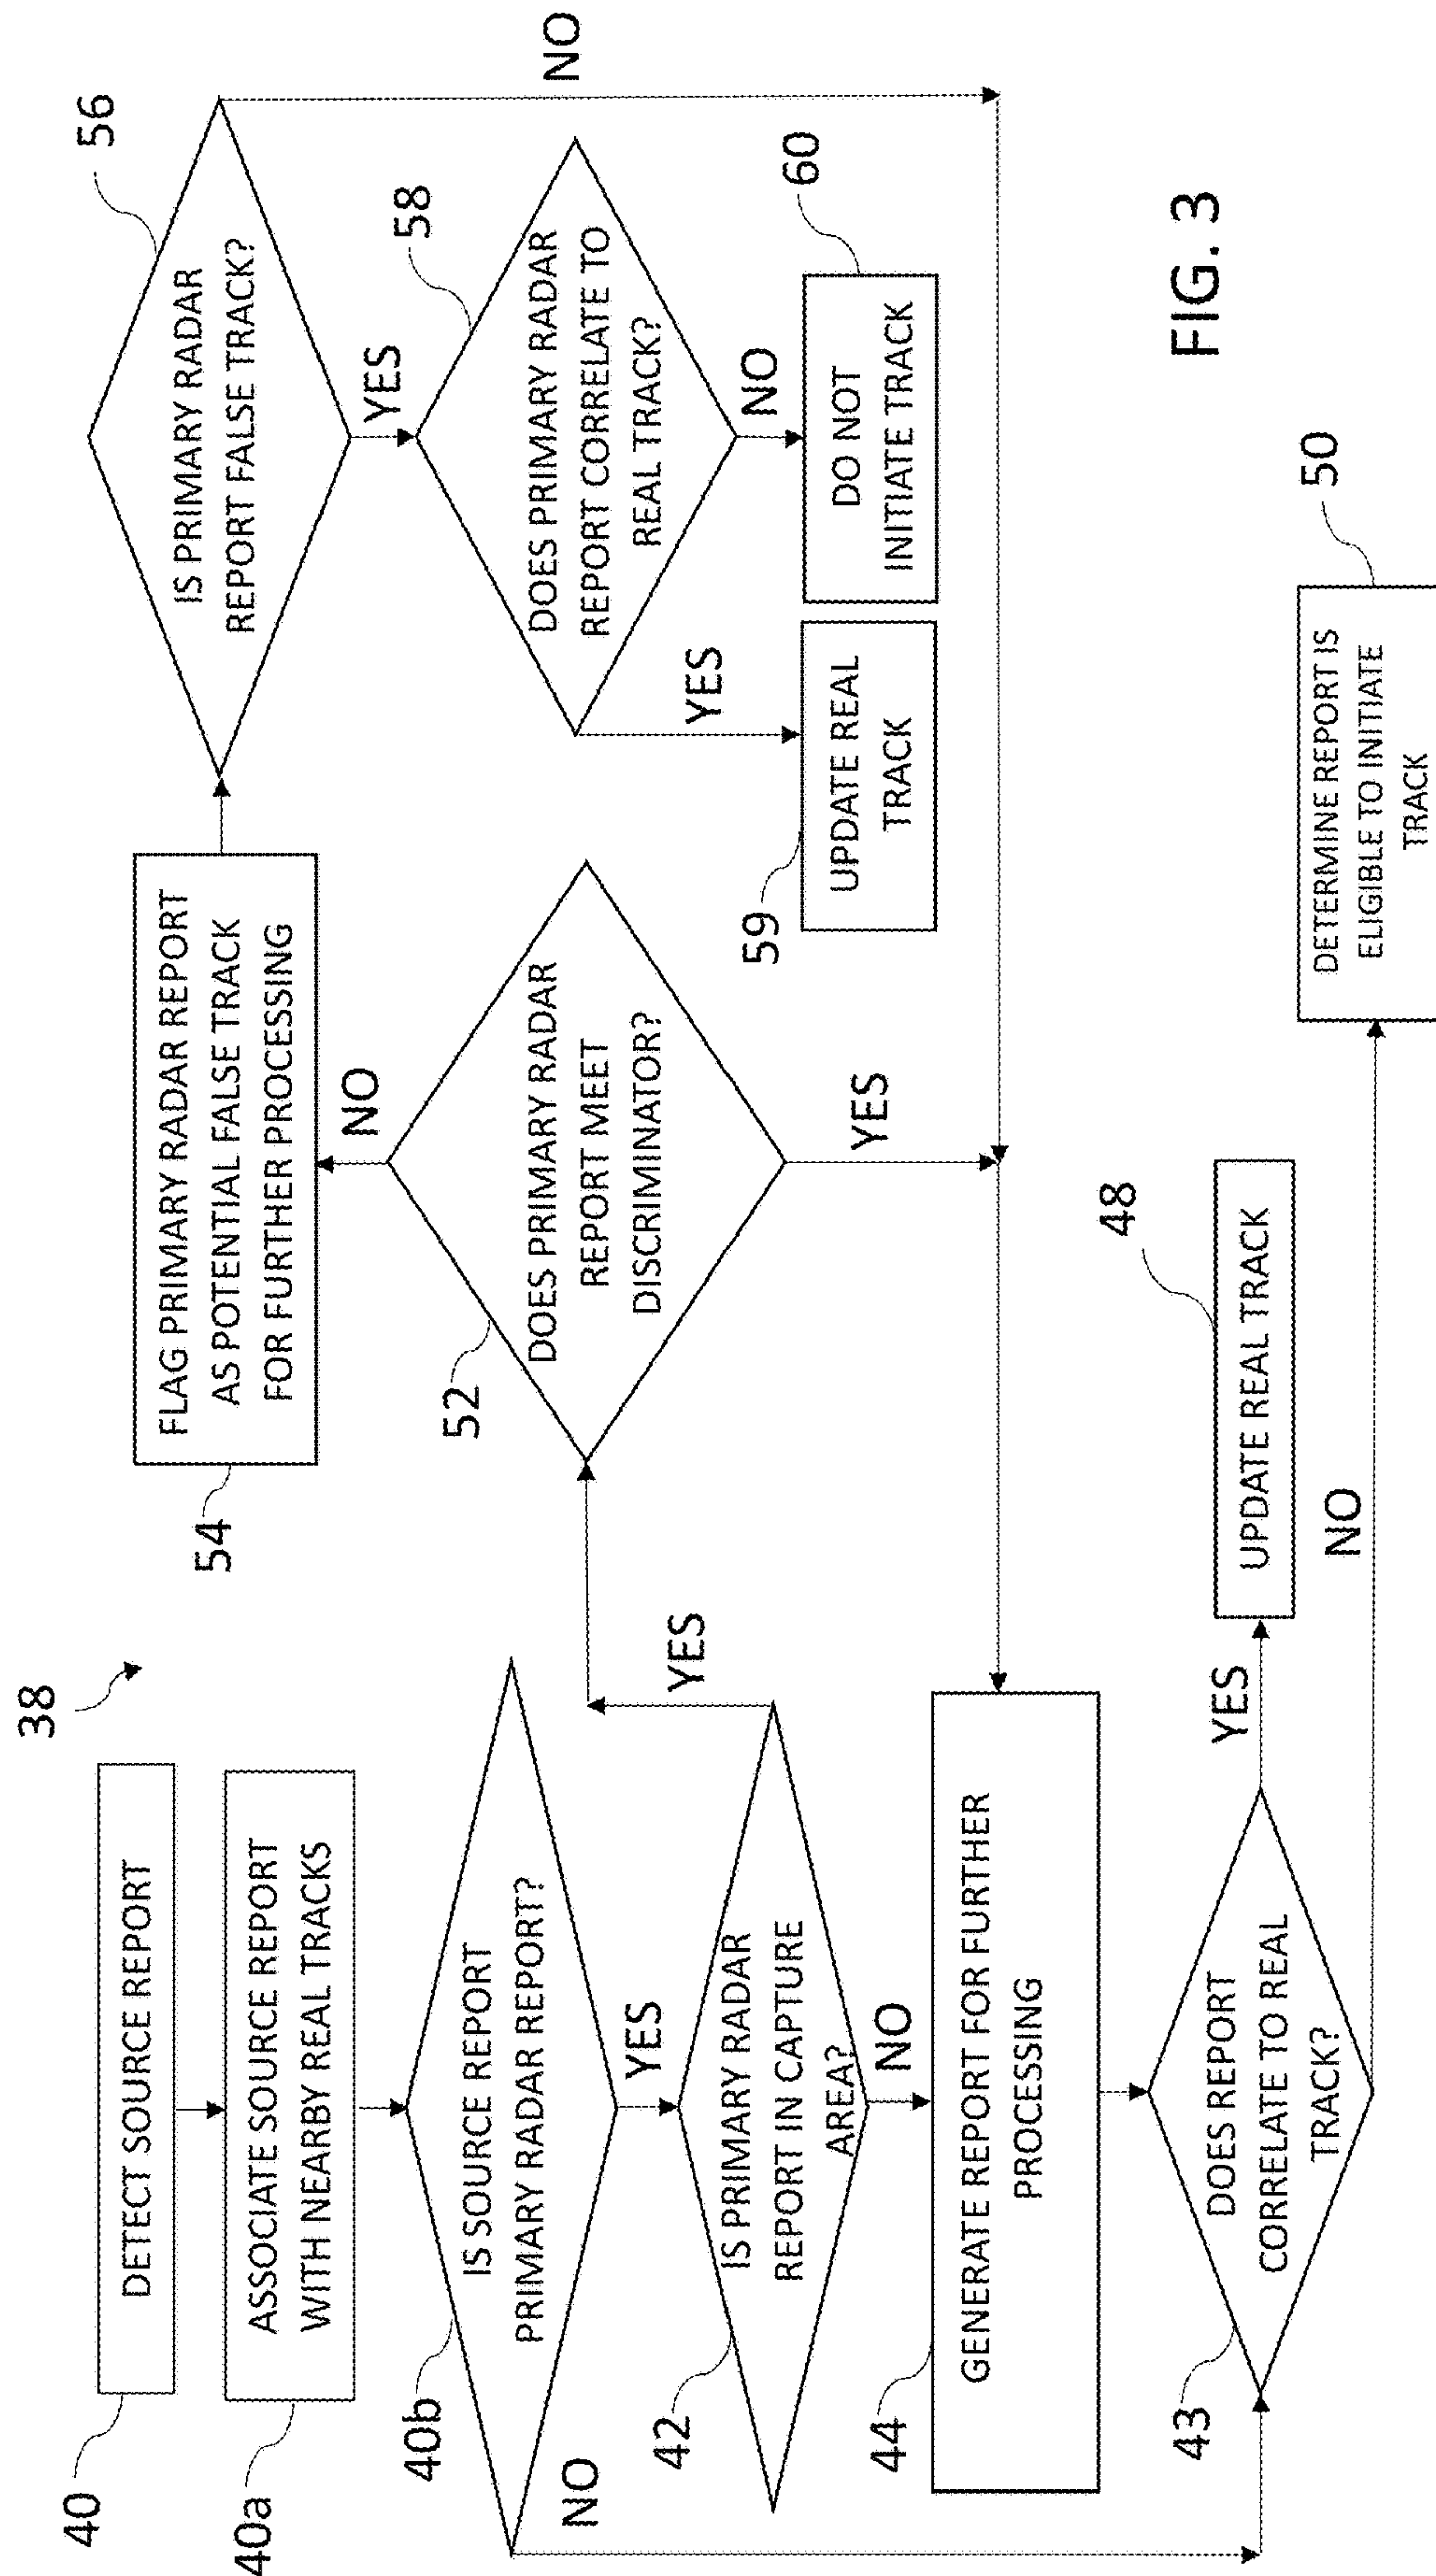 38
40
DETECT SOURCE REPORT
40a
ASSOCIATE SOURCE REPORT
WITH NEARBY REAL TRACKS
40b
IS SOURCE REPORT
PRIMARY RADAR REPORT?
NO
YES
42
IS PRIMARY RADAR
REPORT IN CAPTURE
AREA?
YES
NO
44
GENERATE REPORT FOR FURTHER
PROCESSING
43
DOES REPORT
CORRELATE TO REAL
TRACK?
YES
48
UPDATE REAL TRACK
NO
50
DETERMINE REPORT IS
ELIGIBLE TO INITIATE
TRACK
52
DOES PRIMARY RADAR
REPORT MEET
DISCRIMINATOR?
NO
YES
54
FLAG PRIMARY RADAR REPORT
AS POTENTIAL FALSE TRACK
FOR FURTHER PROCESSING
56
IS PRIMARY RADAR
REPORT FALSE TRACK?
NO
YES
58
DOES PRIMARY RADAR
REPORT CORRELATE TO
REAL TRACK?
YES
NO
59
UPDATE REAL
TRACK
60
DO NOT
INITIATE TRACK
FIG. 3